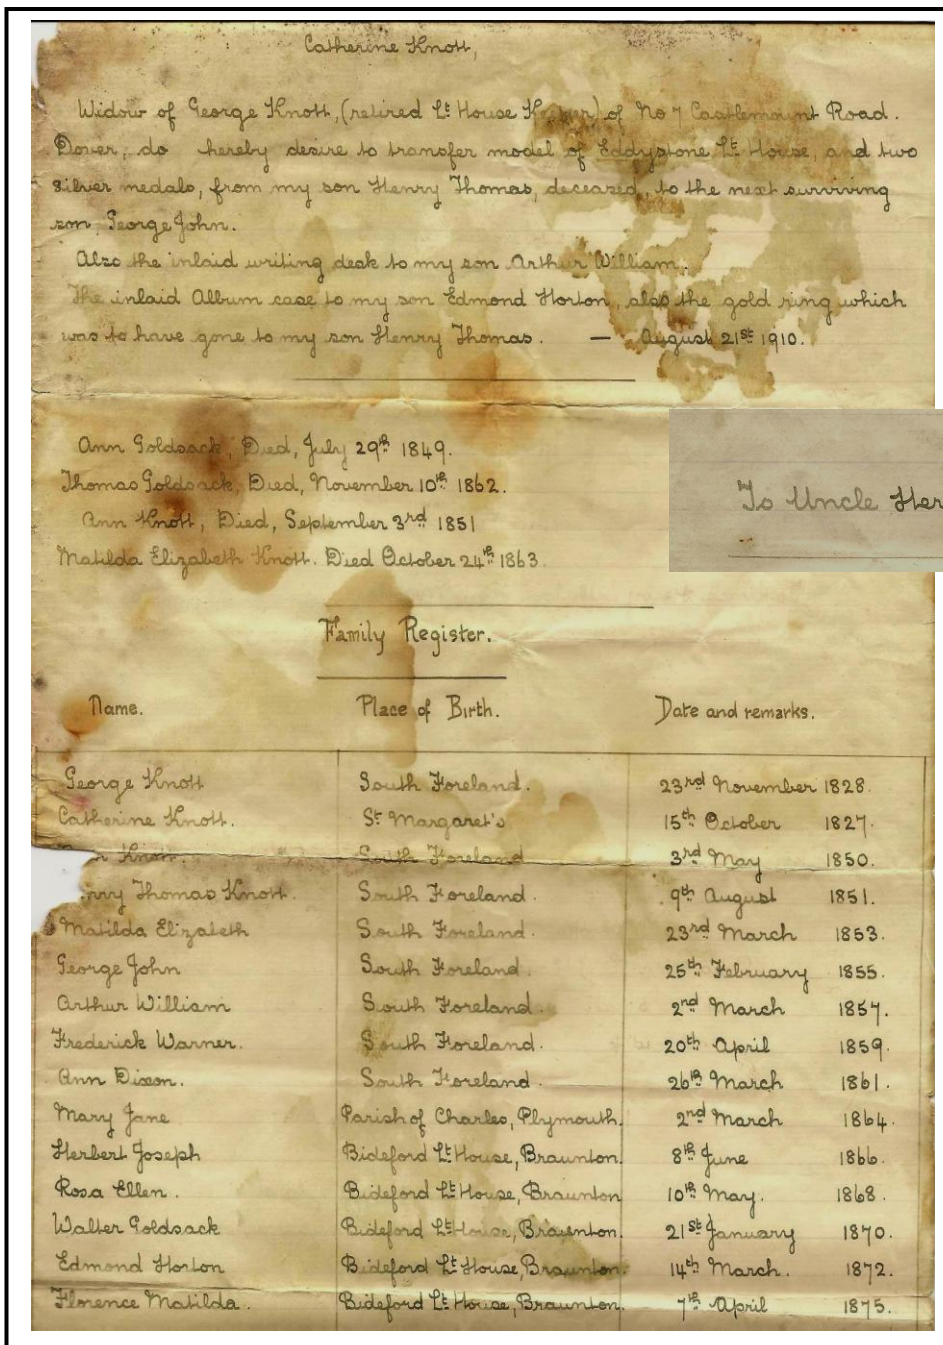 Catherine Knott,
Widow of George Knott, (retired Lt House Keeper) of No 7 Castlemount Road.
Dover, do hereby desire to transfer model of Eddystone Lt House, and two
silver medals, from my son Henry Thomas, deceased, to the next surviving
son, George John.
Also the inlaid writing desk to my son Arthur William.
The inlaid Album case to my son Edmond Horton, also the gold ring which
was to have gone to my son Henry Thomas. — August 21st 1910.
Ann Goldsack, Died, July 29th 1849.
Thomas Goldsack, Died, November 10th 1862.
Ann Knott, Died, September 3rd 1851
Matilda Elizabeth Knott. Died October 24th 1863.
To Uncle Her
Family Register.
Name. Place of Birth. Date and remarks.
George Knott South Foreland. 23rd November 1828.
Catherine Knott. St Margaret's 15th October 1827.
Knott. South Foreland 3rd May 1850.
nry Thomas Knott. South Foreland. 9th August 1851.
Matilda Elizabeth South Foreland. 23rd March 1853.
George John South Foreland. 25th February 1855.
Arthur William South Foreland. 2nd March 1857.
Frederick Warner. South Foreland. 20th April 1859.
Ann Dixon. South Foreland. 26th March 1861.
Mary Jane Parish of Charles, Plymouth. 2nd March 1864.
Herbert Joseph Bideford Lt House, Braunton. 8th June 1866.
Rosa Ellen. Bideford Lt House, Braunton 10th May. 1868.
Walter Goldsack Bideford Lt House, Braunton. 21st January 1870.
Edmond Horton Bideford Lt House, Braunton. 14th March. 1872.
Florence Matilda. Bideford Lt House, Braunton. 7th April 1875.